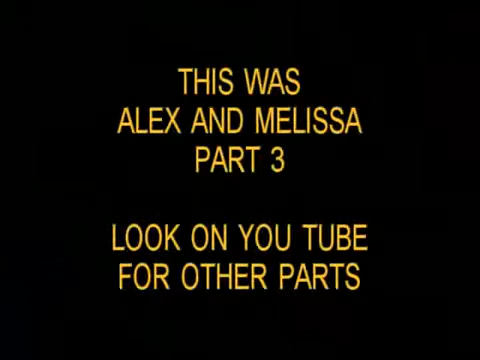 THIS WAS
ALEX AND MELISSA
PART 3
LOOK ON YOU TUBE
FOR OTHER PARTS